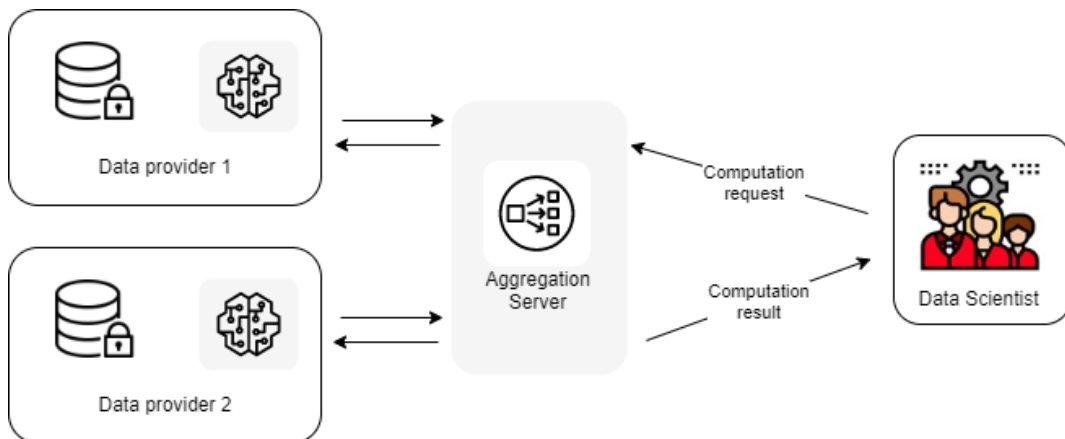 Data provider 1
Computation
request
Aggregation
Server
Computation
result
Data Scientist
Data provider 2